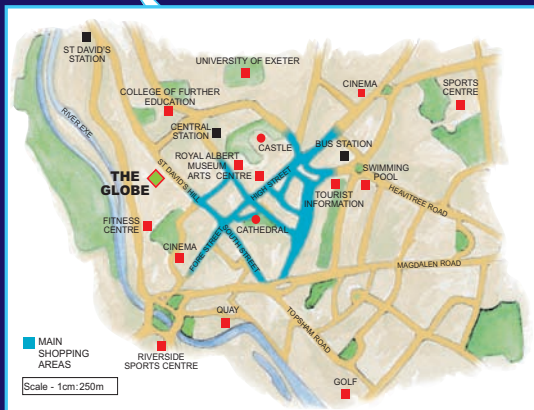 ST DAVID'S
STATION
UNIVERSITY OF EXETER
CINEMA
SPORTS
CENTRE
COLLEGE OF FURTHER
EDUCATION
RIVER EXE
CENTRAL
STATION
CASTLE
BUS STATION
ROYAL ALBERT
MUSEUM
ARTS CENTRE
SWIMMING
POOL
THE
GLOBE
ST DAVID'S HILL
HIGH STREET
TOURIST
INFORMATION
HEAVITREE ROAD
FITNESS
CENTRE
CATHEDRAL
CINEMA
FORE STREET
SOUTH STREET
MAGDALEN ROAD
QUAY
TOPSHAM ROAD
MAIN
SHOPPING
AREAS
RIVERSIDE
SPORTS CENTRE
Scale - 1cm:250m
GOLF